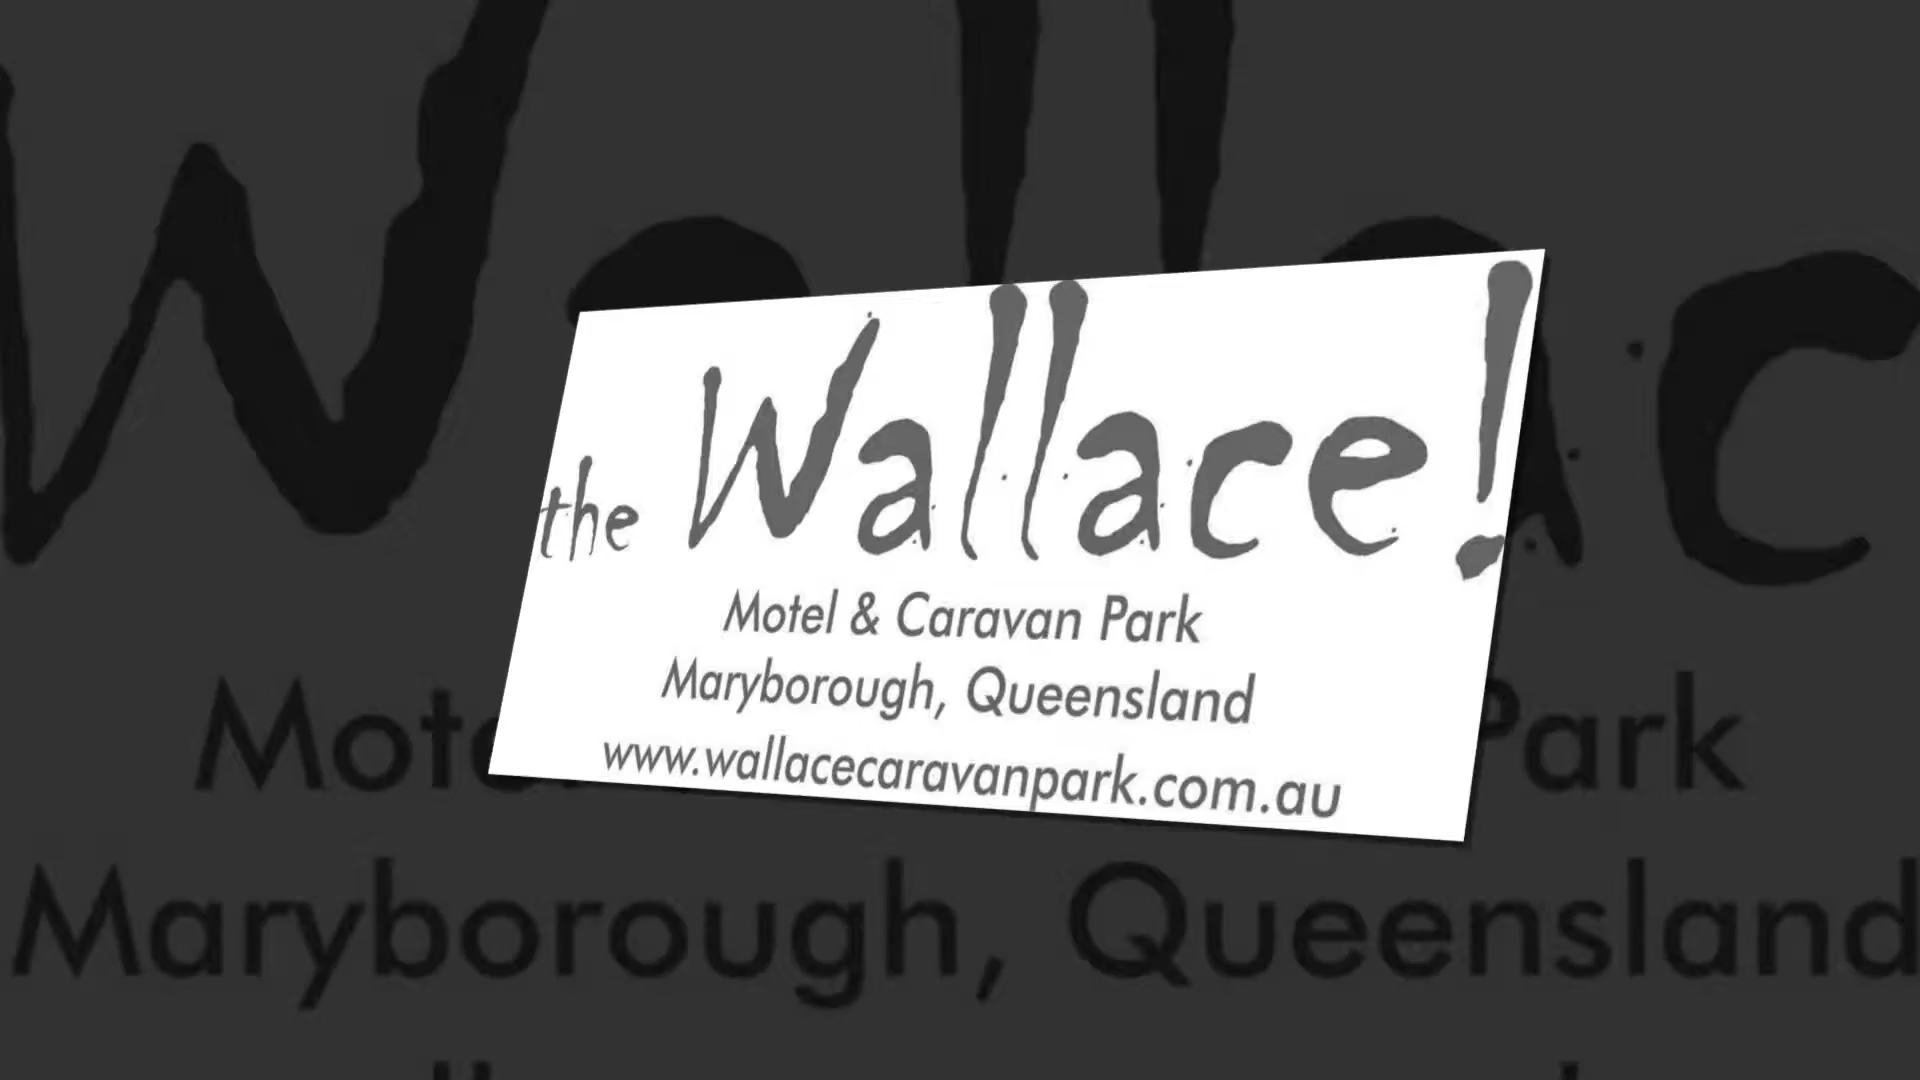 the Wallace!
Motel & Caravan Park
Maryborough, Queensland
www.wallacecaravanpark.com.au